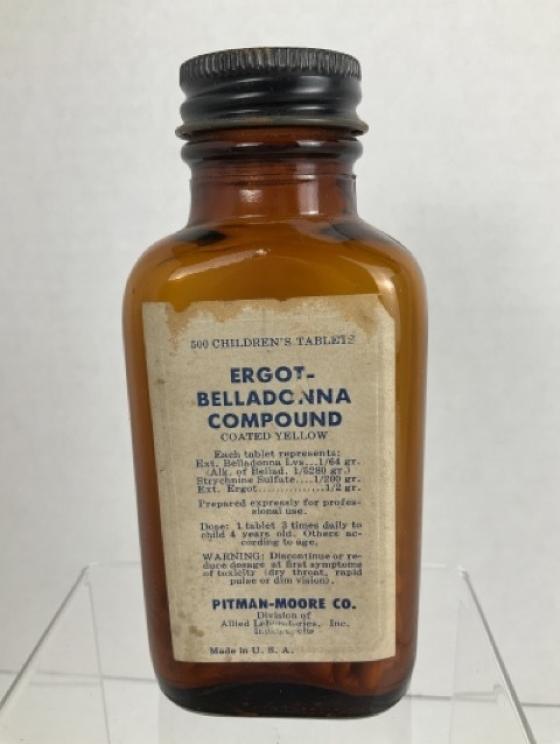 500 CHILDREN'S TABLETS
ERGOT-
BELLADONNA
COMPOUND
COATED YELLOW
Each tablet represents:
Ext. Belladonna Lvs...1/64 gr.
(Alk. of Bellad. 1/5280 gr.)
Strychnine Sulfate....1/200 gr.
Ext. Ergot...............1/2 gr.
Prepared expressly for profes-
sional use.
Dose: 1 tablet 3 times daily to
child 4 years old. Others ac-
cording to age.
WARNING: Discontinue or re-
duce dosage at first symptoms
of toxicity (dry throat, rapid
pulse or dim vision).
PITMAN-MOORE CO.
Division of
Allied Laboratories, Inc.
Indianapolis
Made in U. S. A.